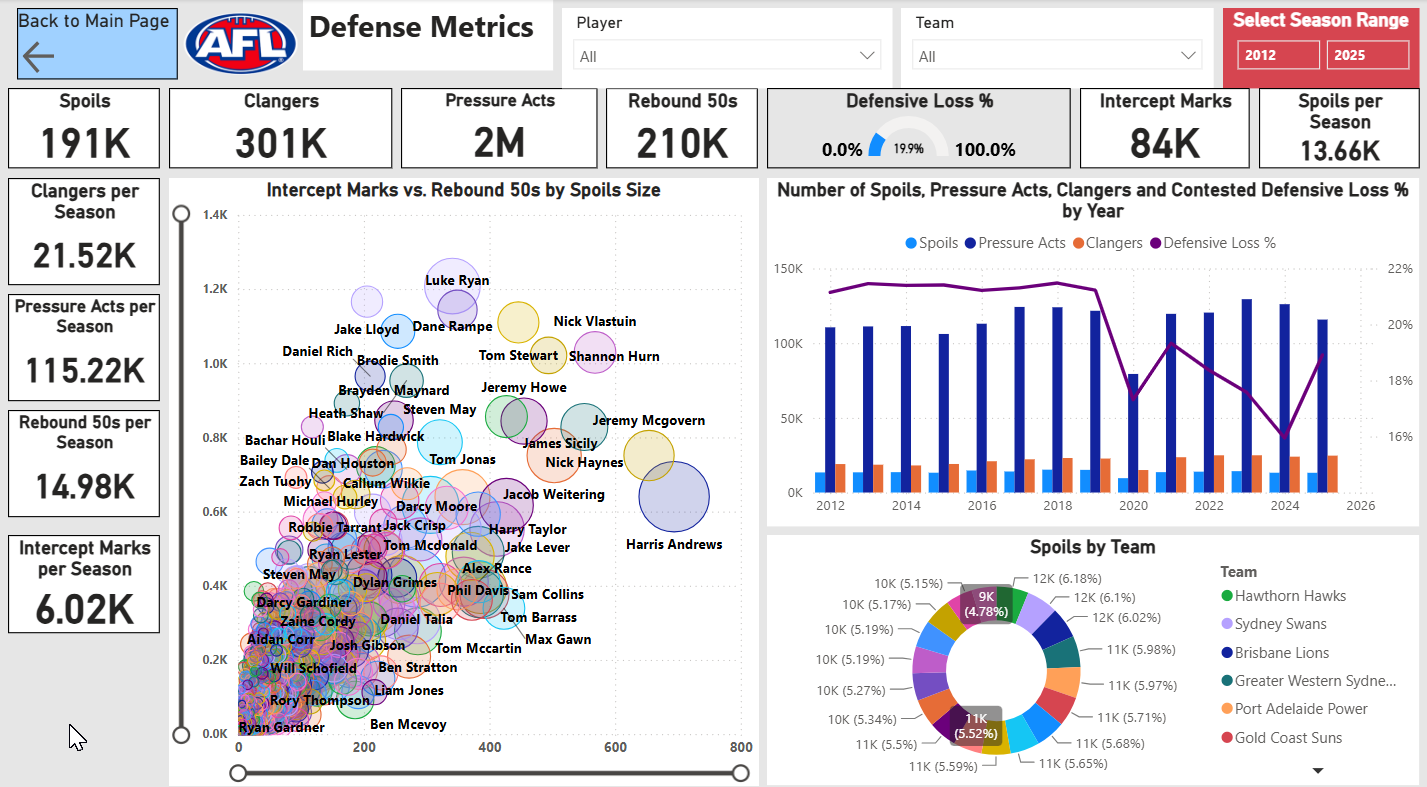 Back to Main Page
AFL
Defense Metrics
Player
All
Team
All
Select Season Range
2012
2025
Spoils
191K
Clangers
301K
Pressure Acts
2M
Rebound 50s
210K
Defensive Loss %
0.0%
19.9%
100.0%
Intercept Marks
84K
Spoils per
Season
13.66K
Clangers per
Season
21.52K
Pressure Acts per
Season
115.22K
Rebound 50s per
Season
14.98K
Intercept Marks
per Season
6.02K
Intercept Marks vs. Rebound 50s by Spoils Size
1.4K
1.2K
1.0K
0.8K
0.6K
0.4K
0.2K
0.0K
0
200
400
600
800
Luke Ryan
Jake Lloyd
Dane Rampe
Nick Vlastuin
Daniel Rich
Brodie Smith
Tom Stewart
Shannon Hurn
Brayden Maynard
Jeremy Howe
Heath Shaw
Steven May
Jeremy Mcgovern
Bachar Houli
Blake Hardwick
James Sicily
Bailey Dale
Dan Houston
Tom Jonas
Nick Haynes
Zach Tuohy
Callum Wilkie
Michael Hurley
Darcy Moore
Jacob Weitering
Robbie Tarrant
Jack Crisp
Harry Taylor
Harris Andrews
Ryan Lester
Tom Mcdonald
Jake Lever
Steven May
Dylan Grimes
Alex Rance
Darcy Gardiner
Phil Davis
Sam Collins
Zaine Cordy
Daniel Talia
Tom Barrass
Aidan Corr
Josh Gibson
Tom Mccartin
Max Gawn
Will Schofield
Ben Stratton
Rory Thompson
Liam Jones
Ryan Gardner
Ben Mcevoy
Number of Spoils, Pressure Acts, Clangers and Contested Defensive Loss %
by Year
Spoils
Pressure Acts
Clangers
Defensive Loss %
150K
100K
50K
0K
22%
20%
18%
16%
2012
2014
2016
2018
2020
2022
2024
2026
Spoils by Team
12K (6.18%)
12K (6.1%)
12K (6.02%)
11K (5.98%)
11K (5.97%)
11K (5.71%)
11K (5.68%)
11K (5.65%)
11K (5.59%)
11K
(5.52%)
11K (5.5%)
10K (5.34%)
10K (5.27%)
10K (5.19%)
10K (5.19%)
10K (5.17%)
10K (5.15%)
9K
(4.78%)
Team
Hawthorn Hawks
Sydney Swans
Brisbane Lions
Greater Western Sydne...
Port Adelaide Power
Gold Coast Suns